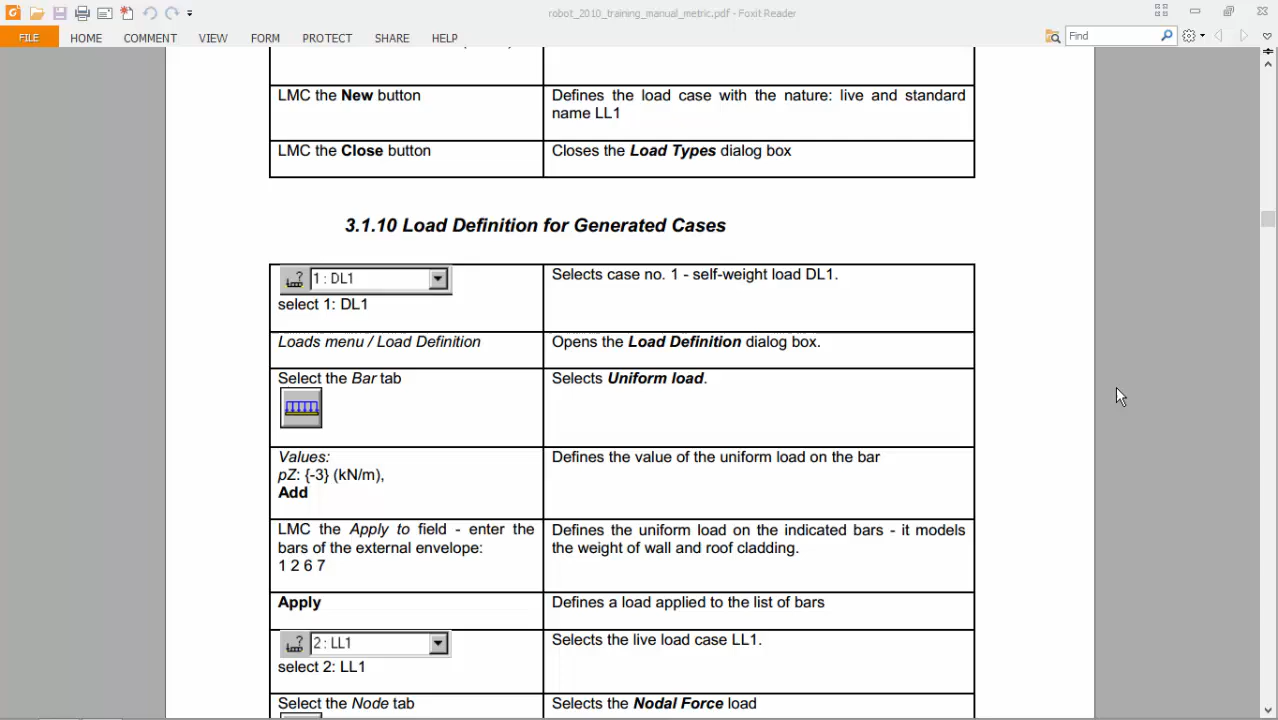 robot_2010_training_manual_metric.pdf - Foxit Reader
FILE HOME COMMENT VIEW FORM PROTECT SHARE HELP
Find
LMC the New button
Defines the load case with the nature: live and standard
name LL1
LMC the Close button
Closes the Load Types dialog box
3.1.10 Load Definition for Generated Cases
1 : DL1
select 1: DL1
Selects case no. 1 - self-weight load DL1.
Loads menu / Load Definition
Opens the Load Definition dialog box.
Select the Bar tab
Selects Uniform load.
Values:
pZ: {-3} (kN/m),
Add
Defines the value of the uniform load on the bar
LMC the Apply to field - enter the
bars of the external envelope:
1 2 6 7
Defines the uniform load on the indicated bars - it models
the weight of wall and roof cladding.
Apply
Defines a load applied to the list of bars
2 : LL1
select 2: LL1
Selects the live load case LL1.
Select the Node tab
Selects the Nodal Force load